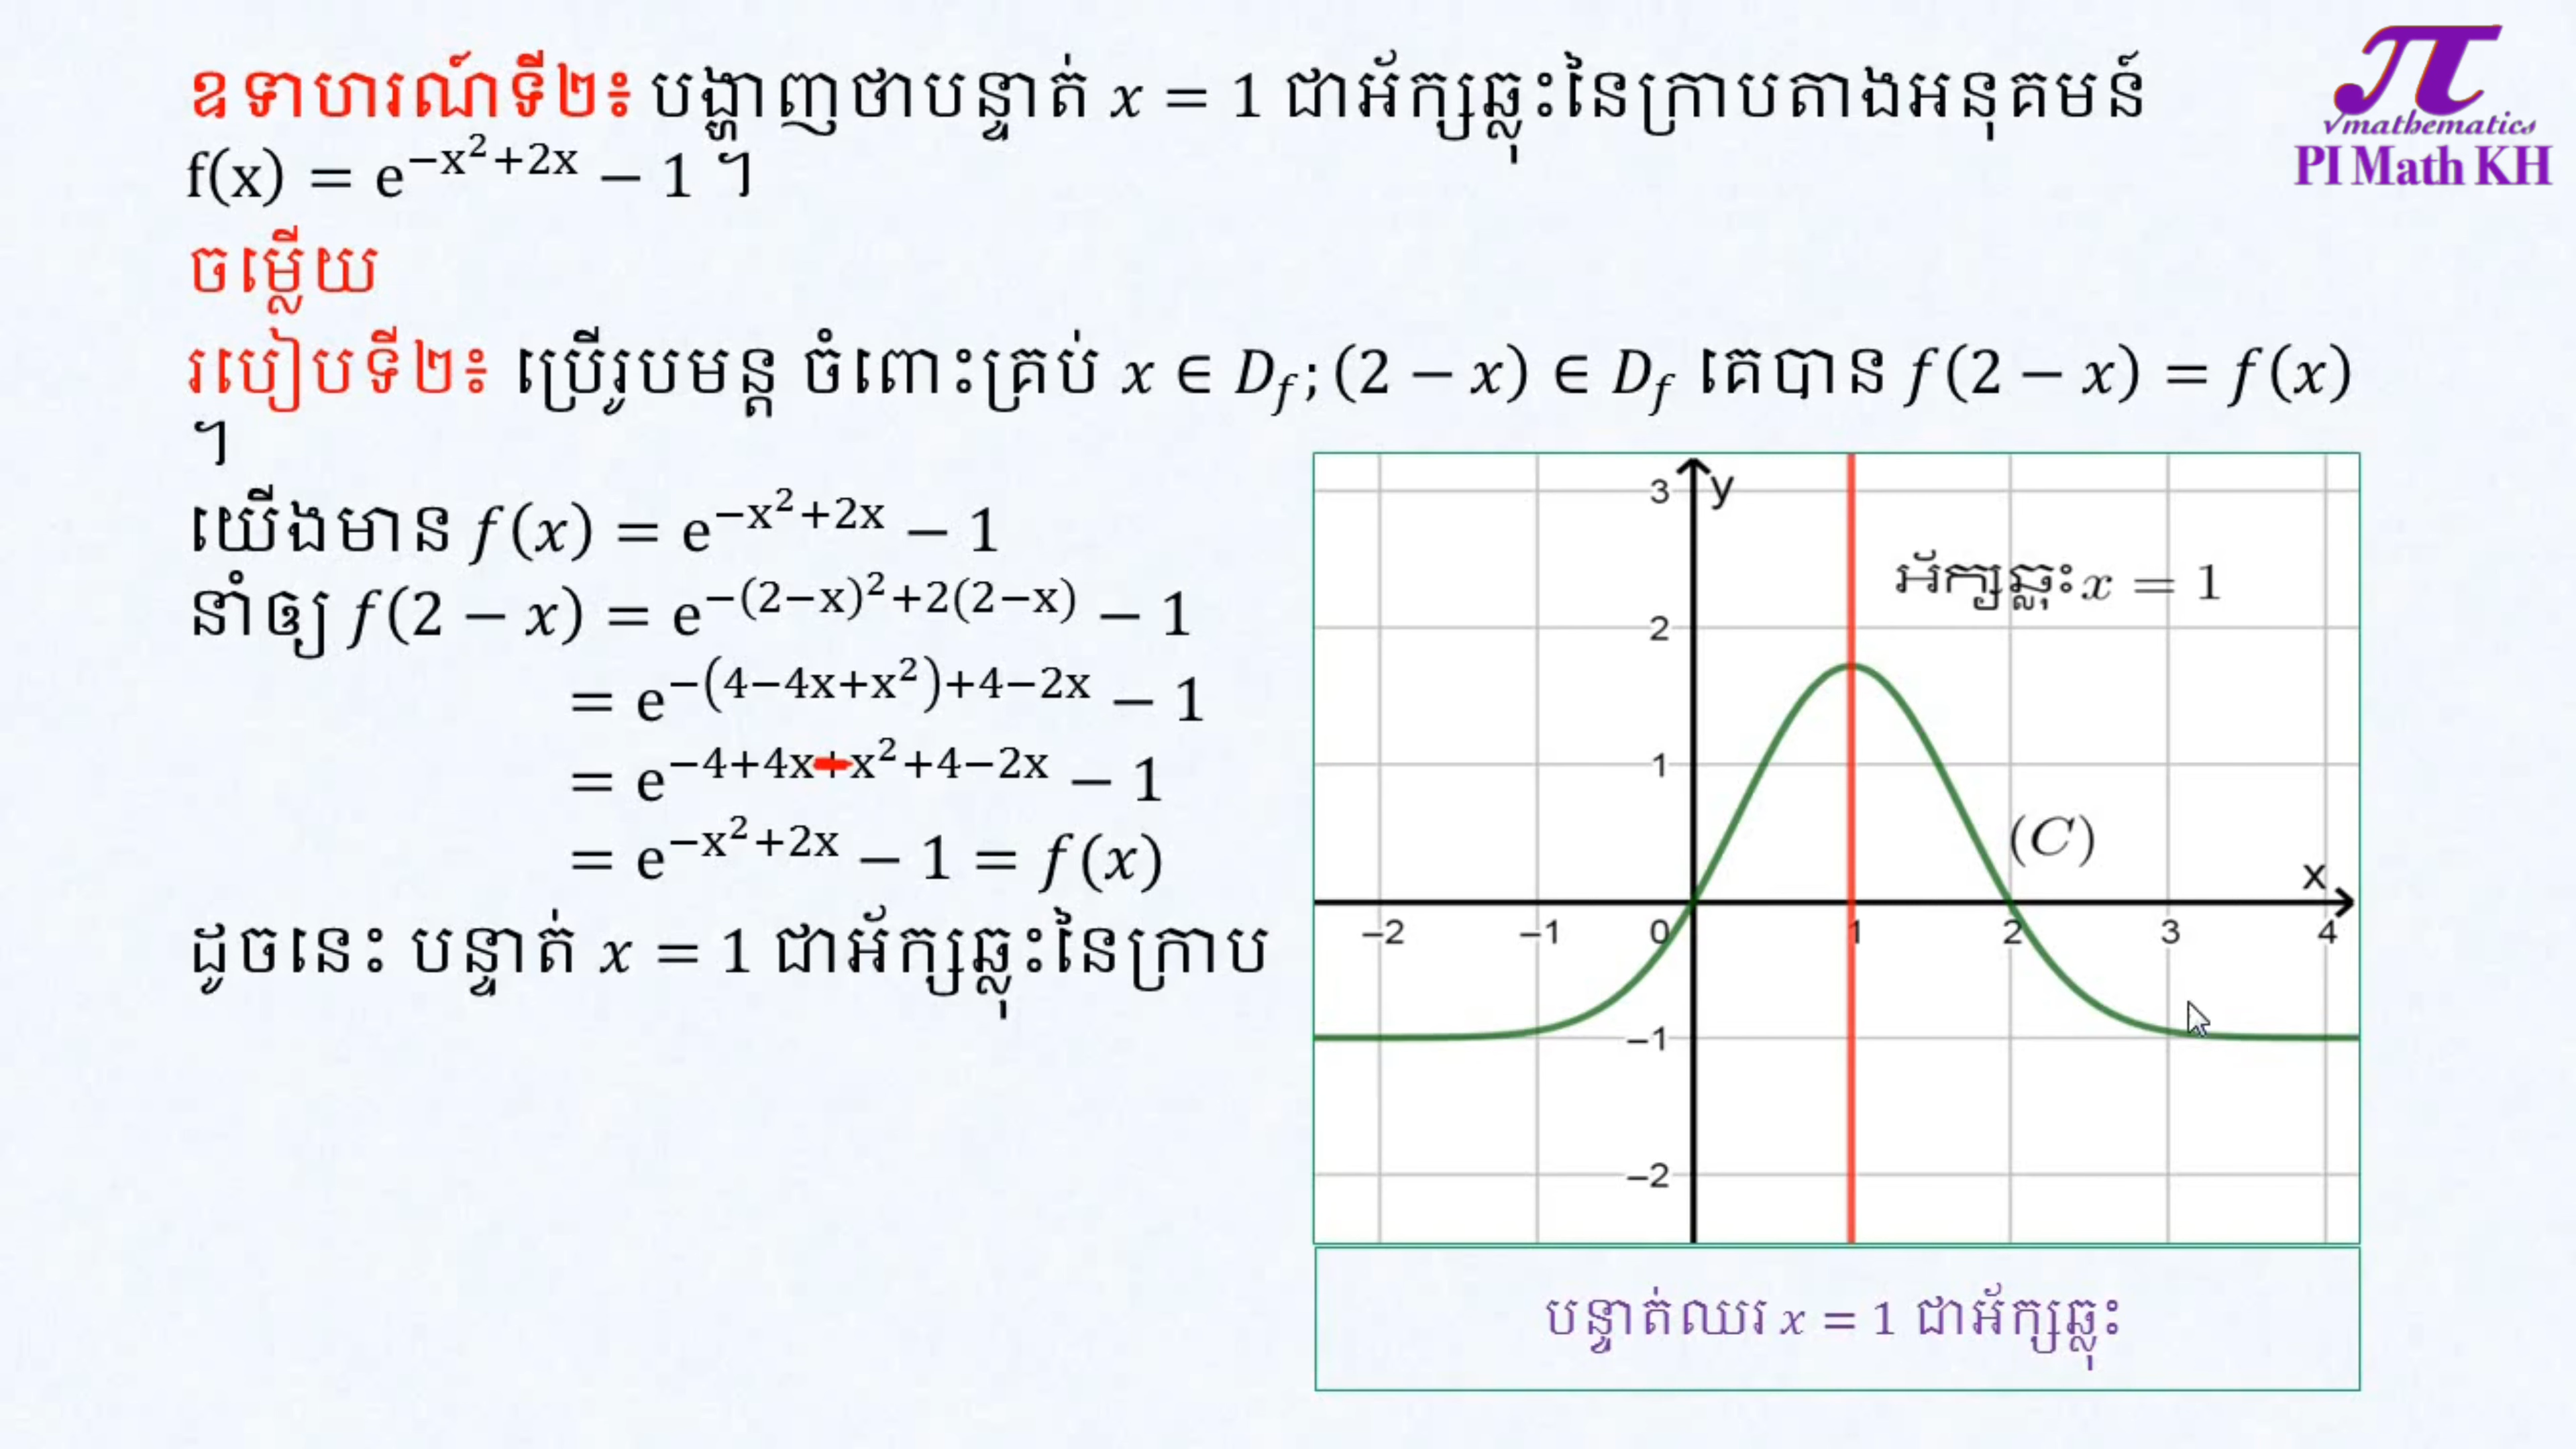 ឧទាហរណ៍ទី២៖ បង្ហាញថាបន្ទាត់ x = 1 ជាអ័ក្សឆ្លុះនៃក្រាបតាងអនុគមន៍
f(x) = e^{−x²+2x} − 1 ។
√mathematics
PI Math KH
ចម្លើយ
របៀបទី២៖ ប្រើរូបមន្ត ចំពោះគ្រប់ x ∈ D_f; (2 − x) ∈ D_f គេបាន f(2 − x) = f(x)
។
យើងមាន f(x) = e^{−x²+2x} − 1
នាំឲ្យ f(2 − x) = e^{−(2−x)²+2(2−x)} − 1
= e^{−(4−4x+x²)+4−2x} − 1
= e^{−4+4x−x²+4−2x} − 1
= e^{−x²+2x} − 1 = f(x)
ដូចនេះ បន្ទាត់ x = 1 ជាអ័ក្សឆ្លុះនៃក្រាប
3 y
អ័ក្សឆ្លុះ x = 1
2
1
(C)
x
−2 −1 0 1 2 3 4
−1
−2
បន្ទាត់ឈរ x = 1 ជាអ័ក្សឆ្លុះ